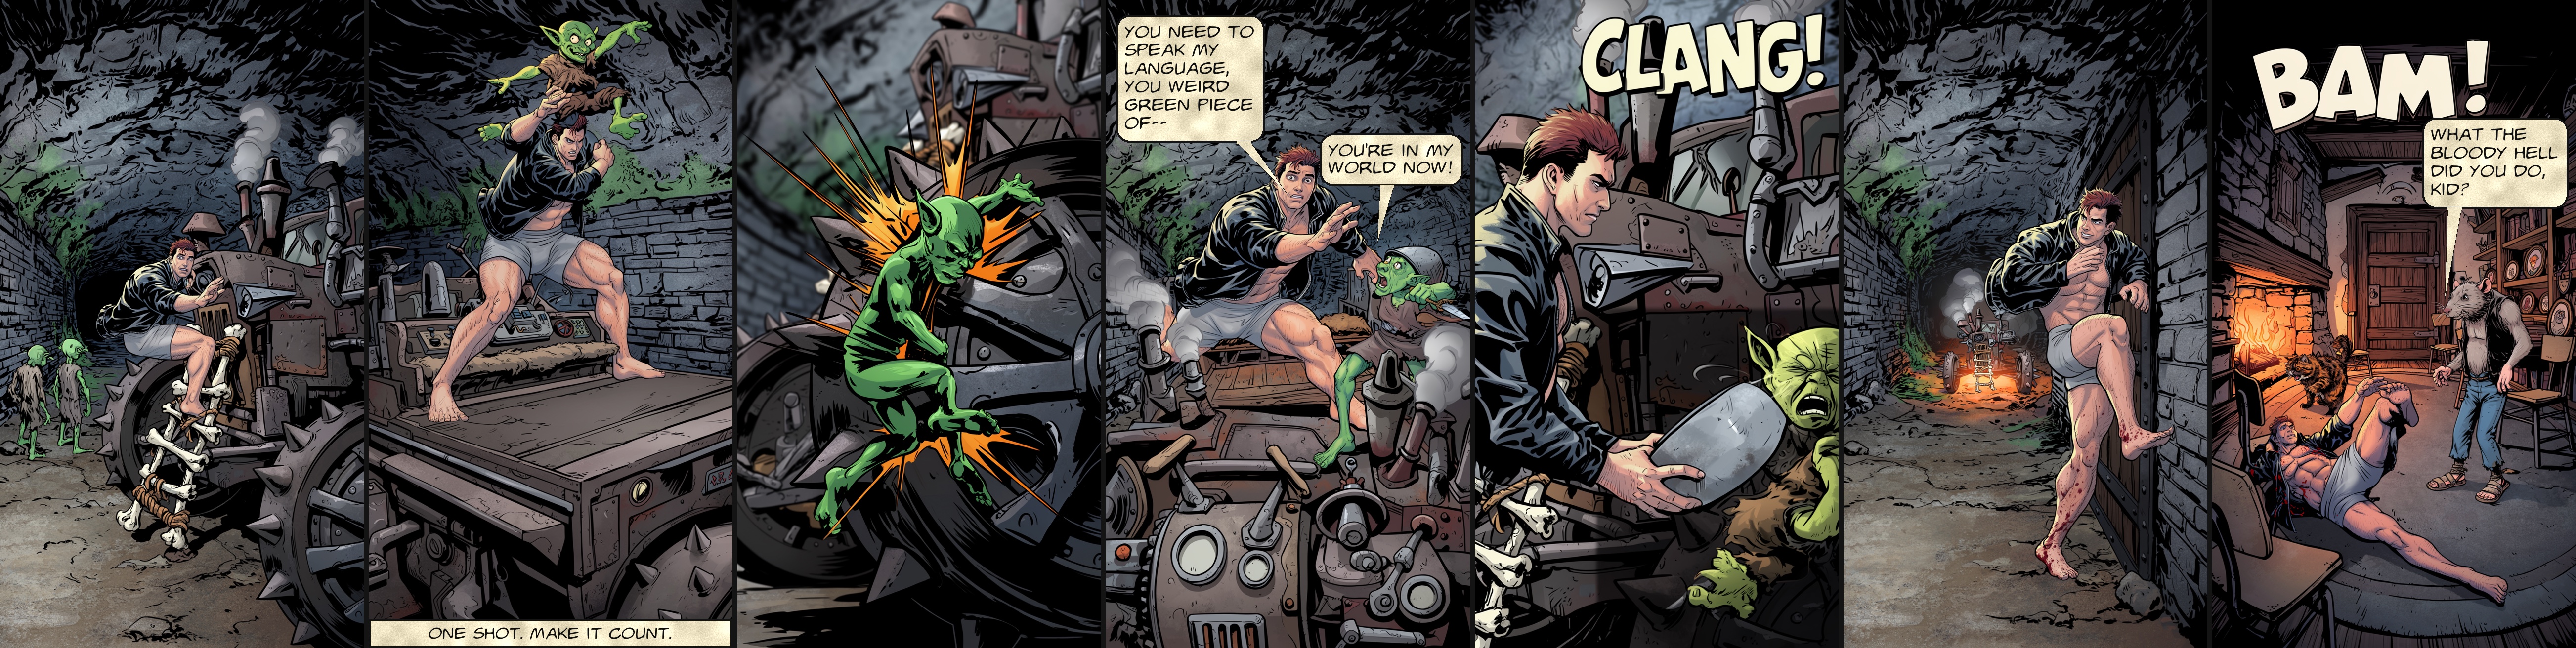 ONE SHOT. MAKE IT COUNT.
YOU NEED TO
SPEAK MY
LANGUAGE,
YOU WEIRD
GREEN PIECE
OF--
YOU'RE IN MY
WORLD NOW!
CLANG!
BAM!
WHAT THE
BLOODY HELL
DID YOU DO,
KID?